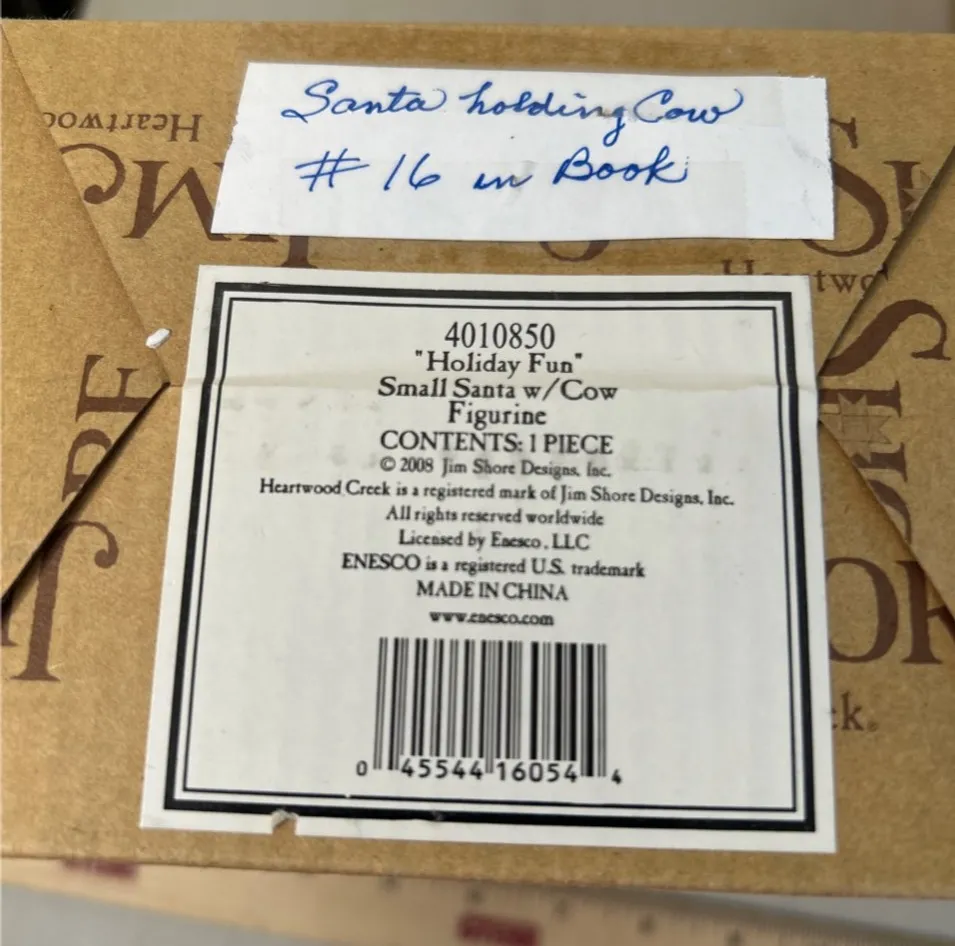 Santa holding Cow
# 16 in Book
Heartwoo
Heartwo
4010850
"Holiday Fun"
Small Santa w/Cow
Figurine
CONTENTS: 1 PIECE
© 2008 Jim Shore Designs, Inc.
Heartwood Creek is a registered mark of Jim Shore Designs, Inc.
All rights reserved worldwide
Licensed by Enesco, LLC
ENESCO is a registered U.S. trademark
MADE IN CHINA
www.enesco.com
0 45544 16054 4